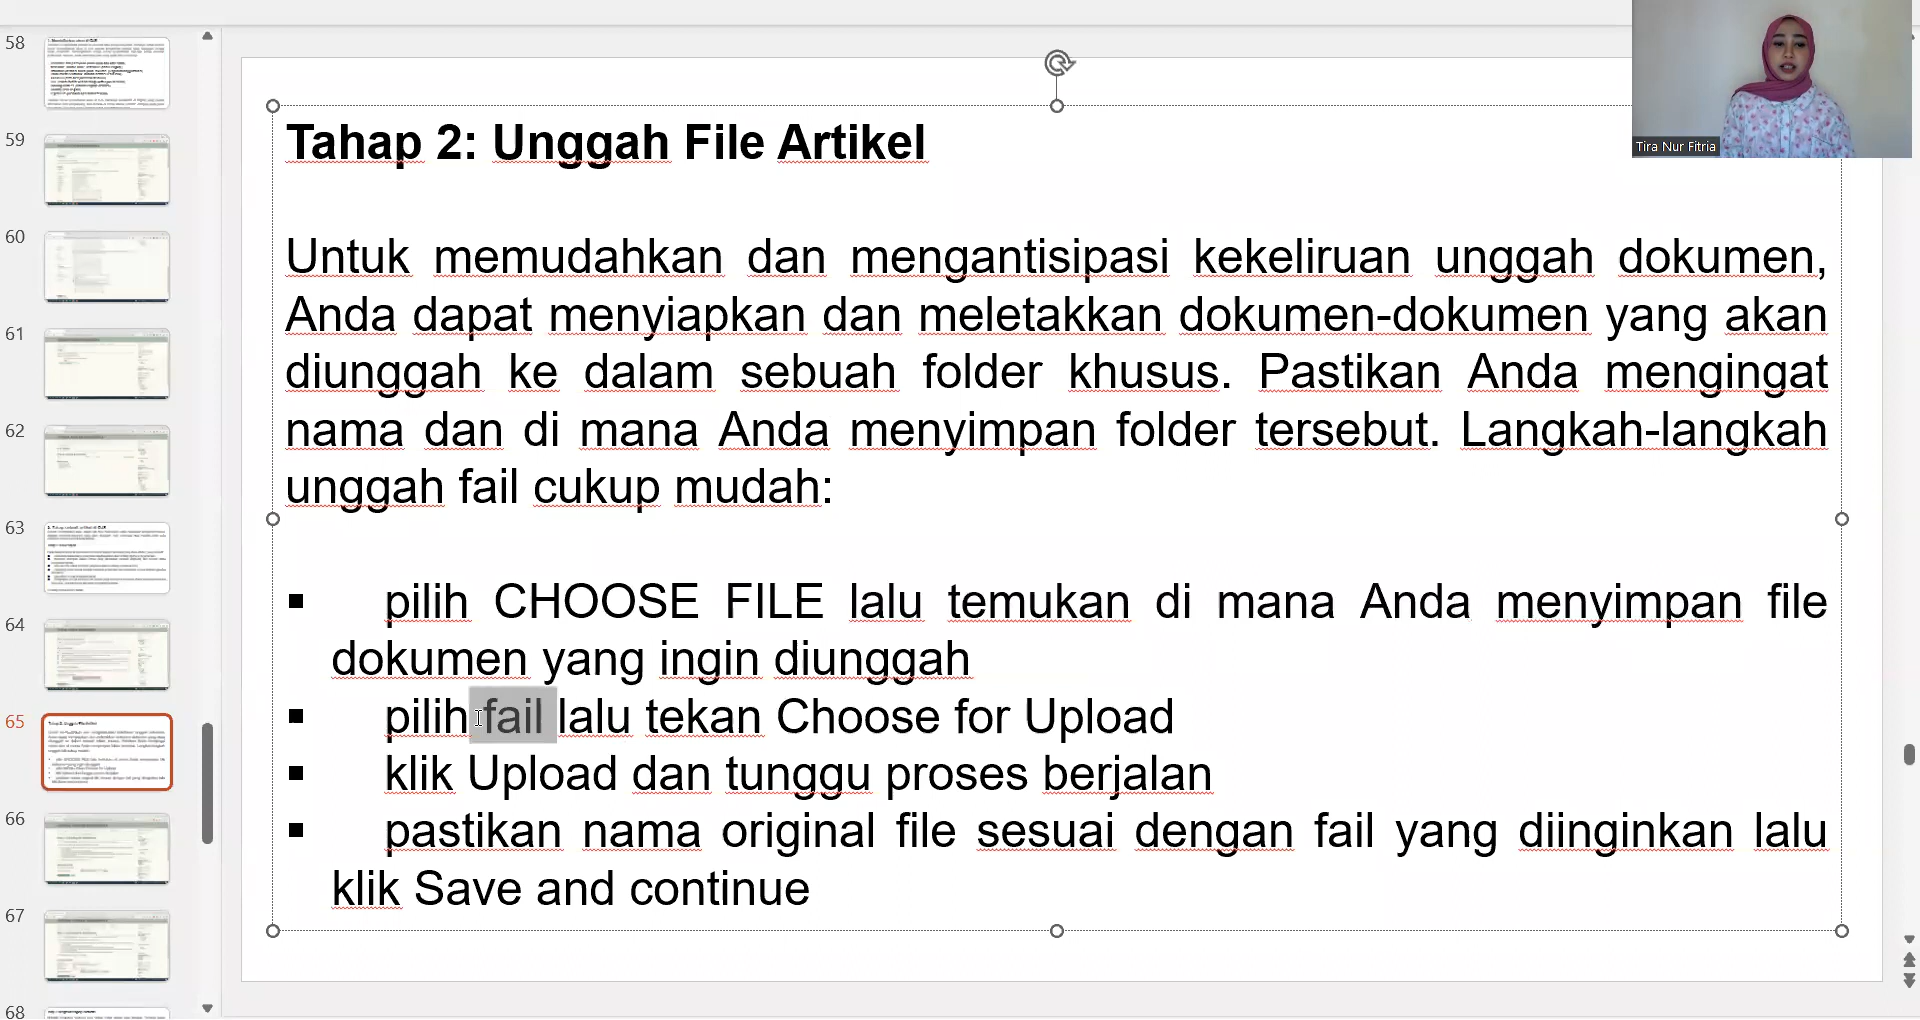 58
59
60
61
62
63
64
65
66
67
68
Tira Nur Fitria
Tahap 2: Unggah File Artikel
Untuk memudahkan dan mengantisipasi kekeliruan unggah dokumen,
Anda dapat menyiapkan dan meletakkan dokumen-dokumen yang akan
diunggah ke dalam sebuah folder khusus. Pastikan Anda mengingat
nama dan di mana Anda menyimpan folder tersebut. Langkah-langkah
unggah fail cukup mudah:
▪ pilih CHOOSE FILE lalu temukan di mana Anda menyimpan file
dokumen yang ingin diunggah
▪ pilih fail lalu tekan Choose for Upload
▪ klik Upload dan tunggu proses berjalan
▪ pastikan nama original file sesuai dengan fail yang diinginkan lalu
klik Save and continue